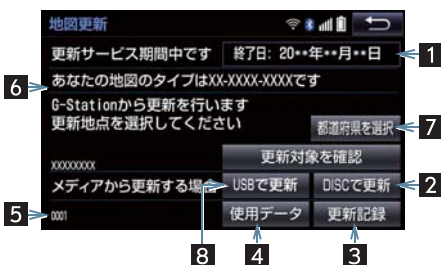 地図更新
更新サービス期間中です 終了日: 20**年**月**日
1
あなたの地図のタイプはXX-XXXX-XXXXです
6
G-Stationから更新を行います
更新地点を選択してください
都道府県を選択
7
更新対象を確認
XXXXXXXX
メディアから更新する場合 USBで更新 DISCで更新
2
0001
5
使用データ 更新記録
8
4
3